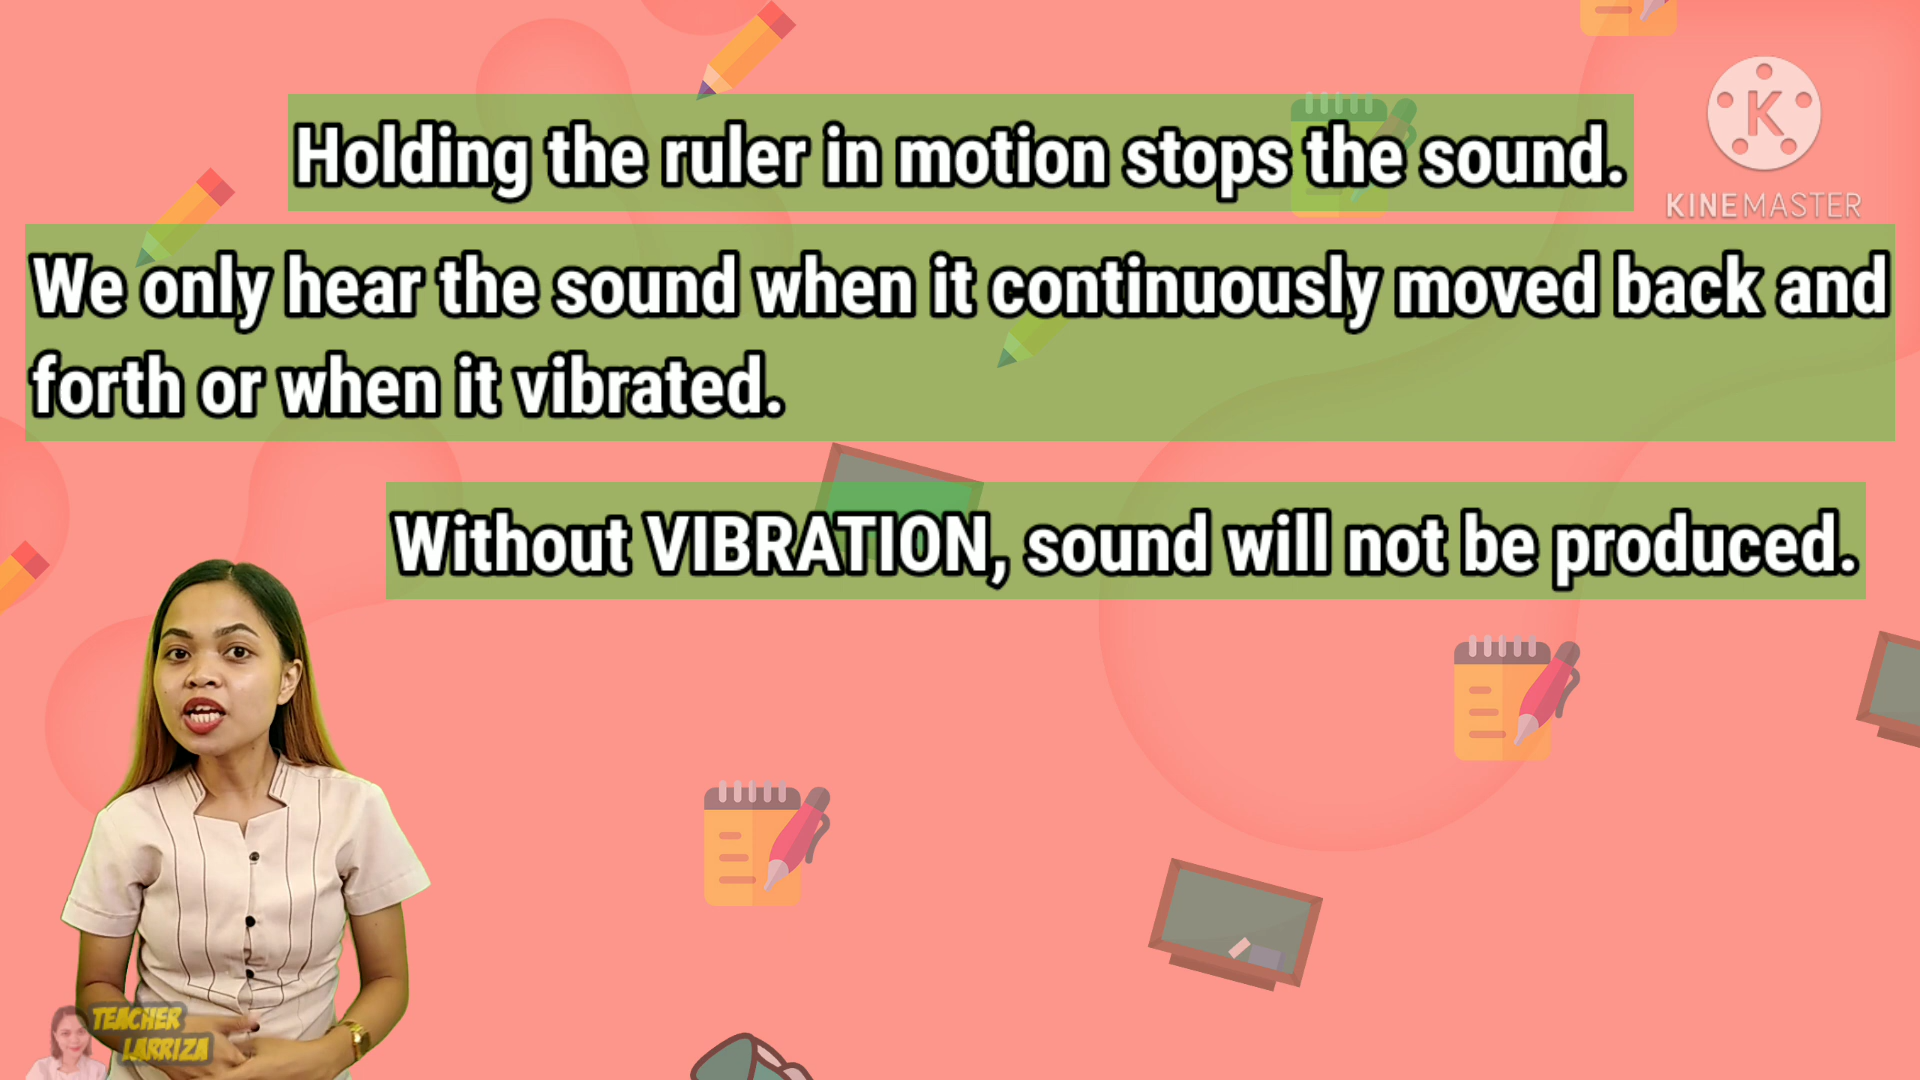 Holding the ruler in motion stops the sound.
K
KINEMASTER
We only hear the sound when it continuously moved back and
forth or when it vibrated.
Without VIBRATION, sound will not be produced.
TEACHER
LARRIZA